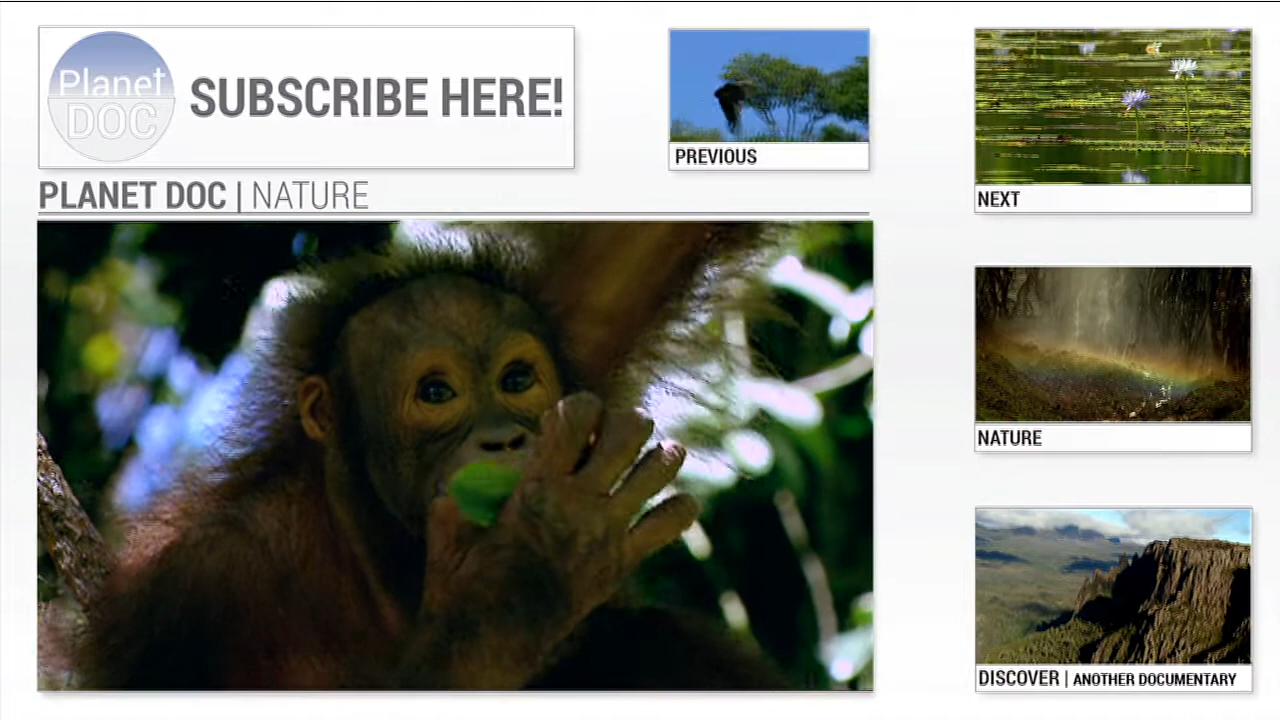 Planet
DOC
SUBSCRIBE HERE!
PLANET DOC | NATURE
PREVIOUS
NEXT
NATURE
DISCOVER | ANOTHER DOCUMENTARY